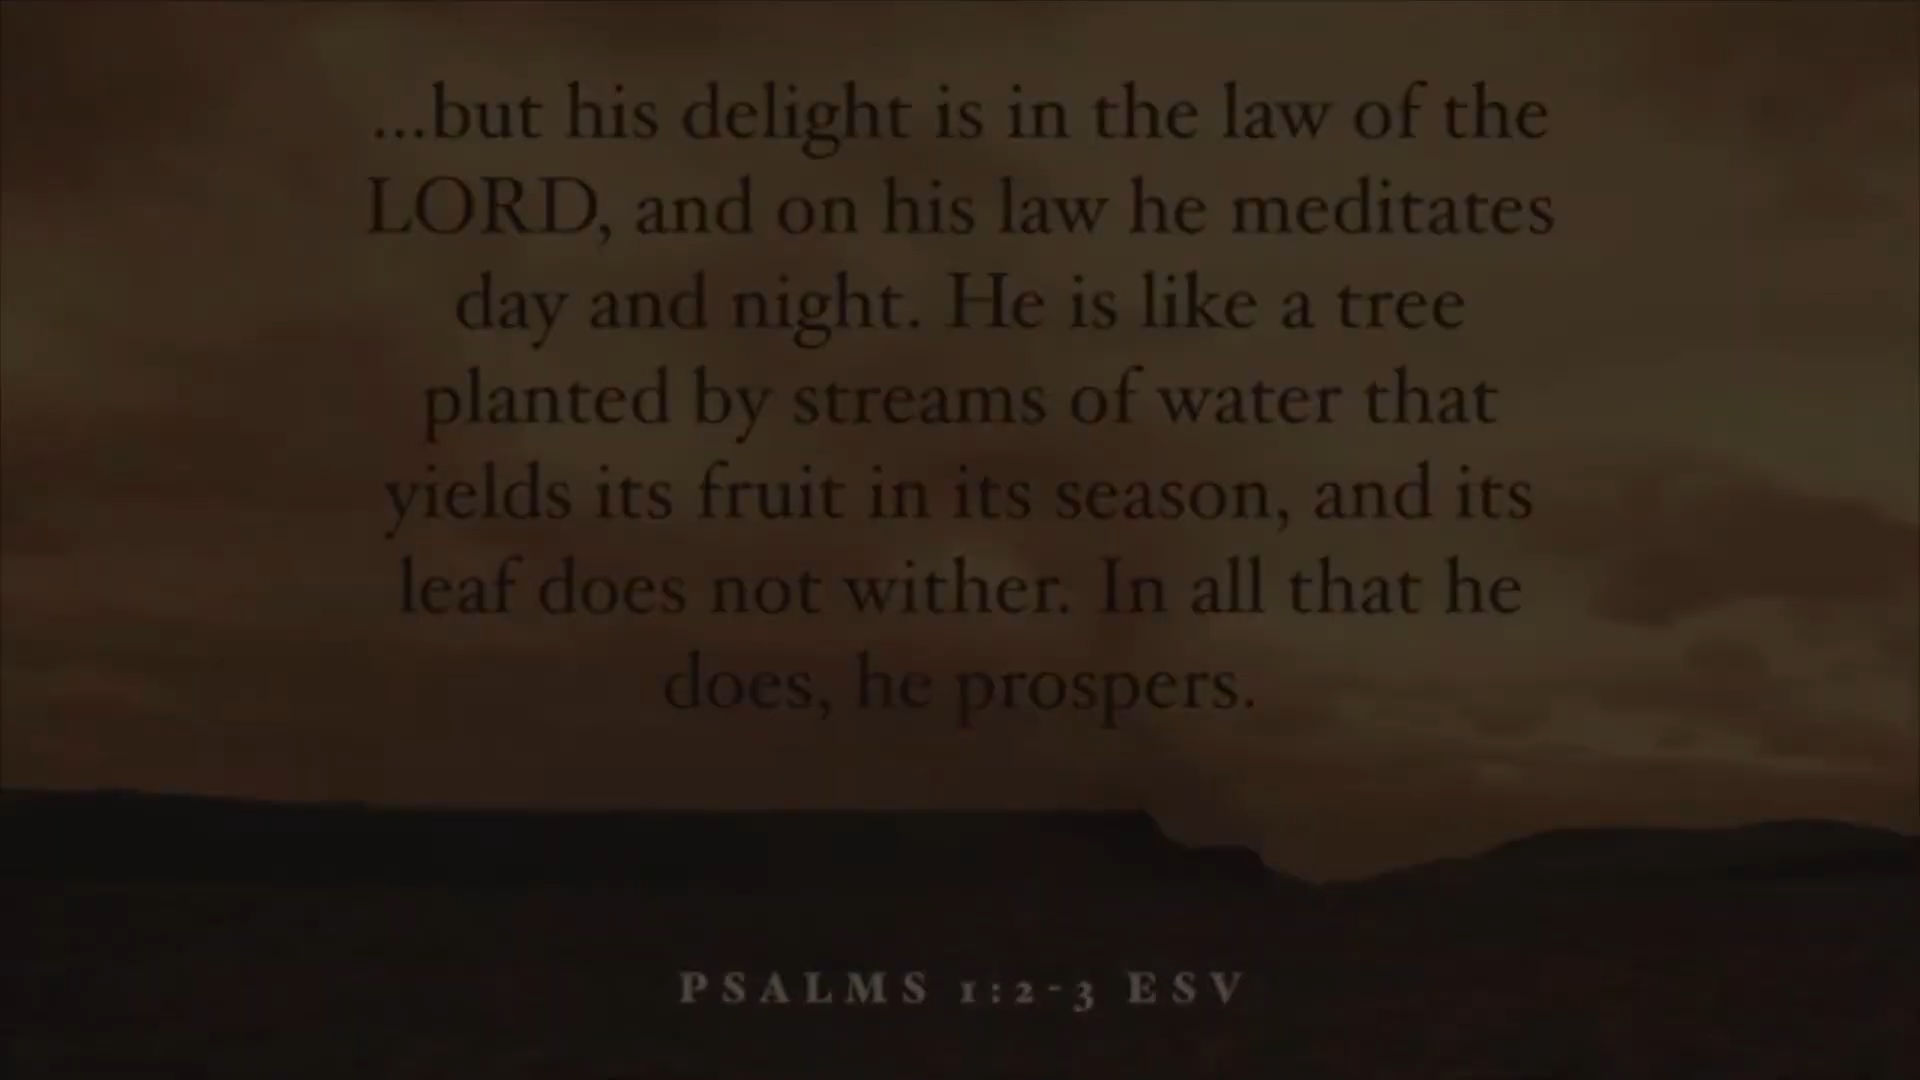 ...but his delight is in the law of the
LORD, and on his law he meditates
day and night. He is like a tree
planted by streams of water that
yields its fruit in its season, and its
leaf does not wither. In all that he
does, he prospers.
PSALMS 1:2-3 ESV